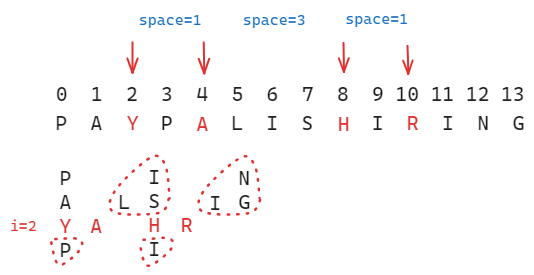 space=1 space=3 space=1
0 1 2 3 4 5 6 7 8 9 10 11 12 13
P A Y P A L I S H I R I N G
P I N
A L S I G
i=2 Y A H R
P I